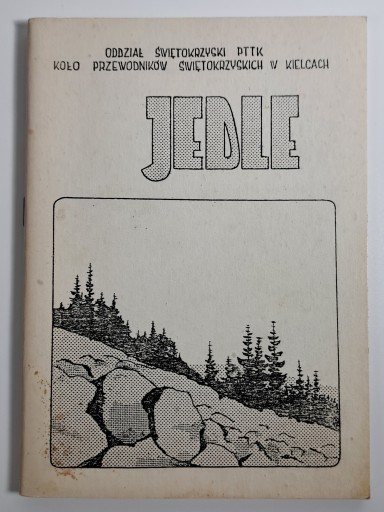 ODDZIAŁ ŚWIĘTOKRZYSKI PTTK
KOŁO PRZEWODNIKÓW ŚWIĘTOKRZYSKICH W KIELCACH
JEDLE